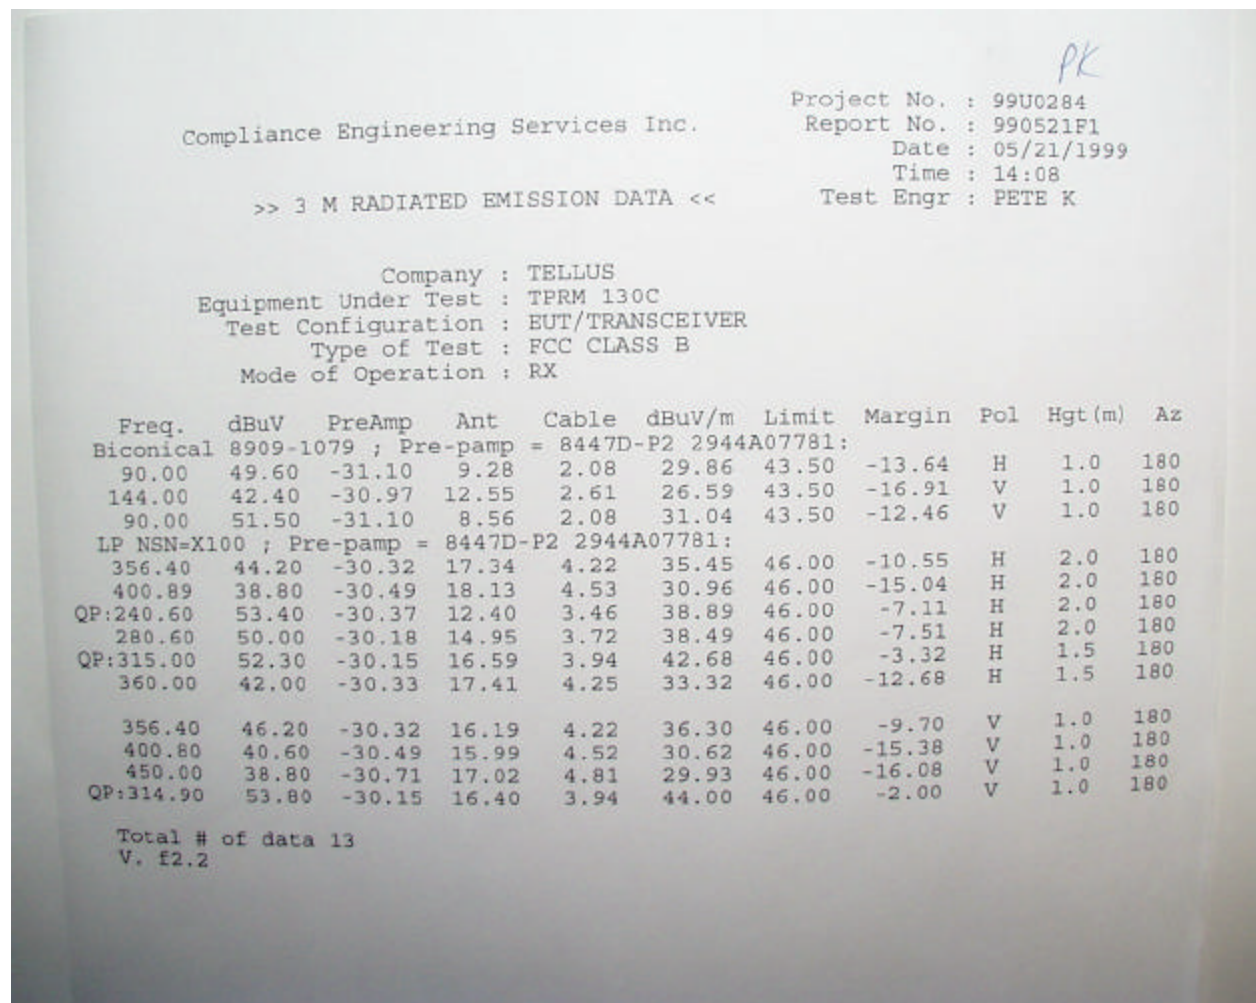 PK
Project No. : 99U0284
Compliance Engineering Services Inc. Report No. : 990521F1
Date : 05/21/1999
Time : 14:08
>> 3 M RADIATED EMISSION DATA << Test Engr : PETE K
Company : TELLUS
Equipment Under Test : TPRM 130C
Test Configuration : EUT/TRANSCEIVER
Type of Test : FCC CLASS B
Mode of Operation : RX
Freq. dBuV PreAmp Ant Cable dBuV/m Limit Margin Pol Hgt(m) Az
Biconical 8909-1079 ; Pre-pamp = 8447D-P2 2944A07781:
90.00 49.60 -31.10 9.28 2.08 29.86 43.50 -13.64 H 1.0 180
144.00 42.40 -30.97 12.55 2.61 26.59 43.50 -16.91 V 1.0 180
90.00 51.50 -31.10 8.56 2.08 31.04 43.50 -12.46 V 1.0 180
LP NSN=X100 ; Pre-pamp = 8447D-P2 2944A07781:
356.40 44.20 -30.32 17.34 4.22 35.45 46.00 -10.55 H 2.0 180
400.89 38.80 -30.49 18.13 4.53 30.96 46.00 -15.04 H 2.0 180
QP:240.60 53.40 -30.37 12.40 3.46 38.89 46.00 -7.11 H 2.0 180
280.60 50.00 -30.18 14.95 3.72 38.49 46.00 -7.51 H 2.0 180
QP:315.00 52.30 -30.15 16.59 3.94 42.68 46.00 -3.32 H 1.5 180
360.00 42.00 -30.33 17.41 4.25 33.32 46.00 -12.68 H 1.5 180
356.40 46.20 -30.32 16.19 4.22 36.30 46.00 -9.70 V 1.0 180
400.80 40.60 -30.49 15.99 4.52 30.62 46.00 -15.38 V 1.0 180
450.00 38.80 -30.71 17.02 4.81 29.93 46.00 -16.08 V 1.0 180
QP:314.90 53.80 -30.15 16.40 3.94 44.00 46.00 -2.00 V 1.0 180
Total # of data 13
V. f2.2